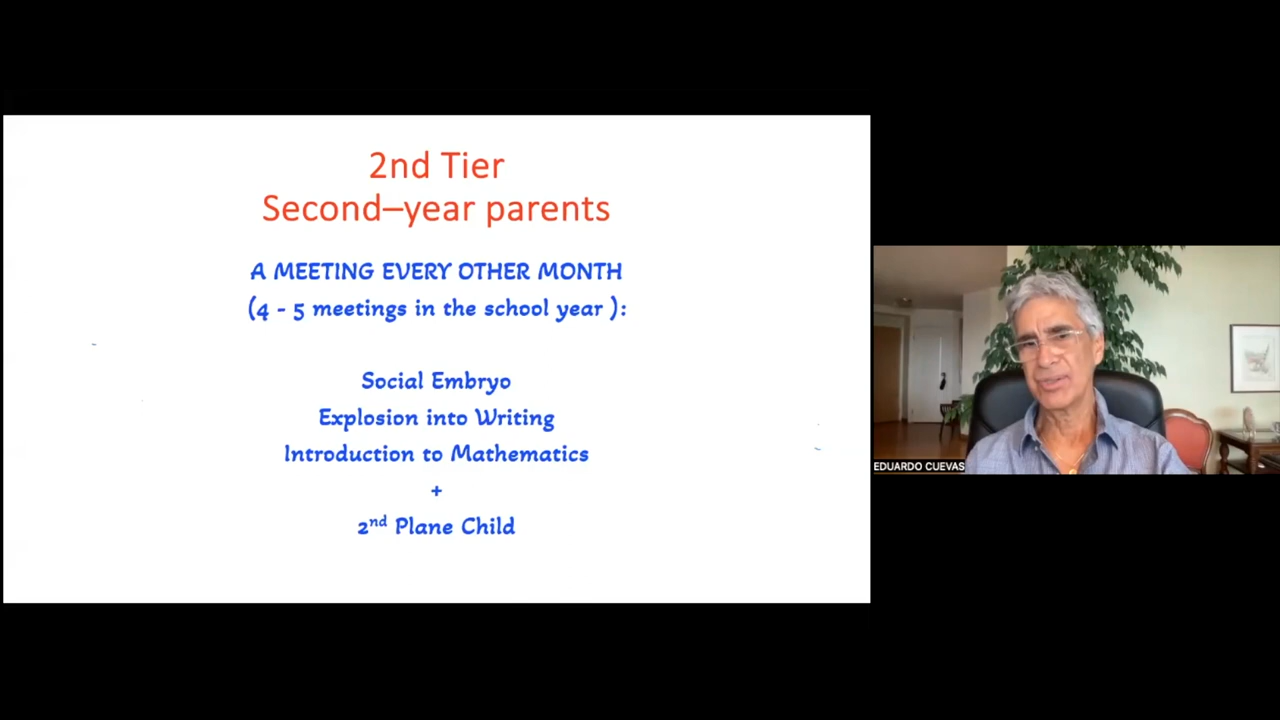 2nd Tier
Second–year parents
A MEETING EVERY OTHER MONTH
(4 - 5 meetings in the school year ):
Social Embryo
Explosion into Writing
Introduction to Mathematics
+
2nd Plane Child
EDUARDO CUEVAS